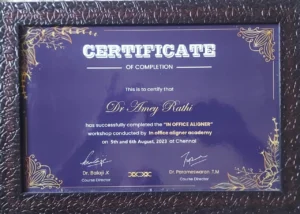 CERTIFICATE
OF COMPLETION
This is to certify that
Dr Amey Rathi
has successfully completed the "IN OFFICE ALIGNER"
workshop conducted by In office aligner academy
on 5th and 6th August, 2023 at Chennai
Dr. Balaji .K Dr. Parameswaran .T.M
Course Director Course Director